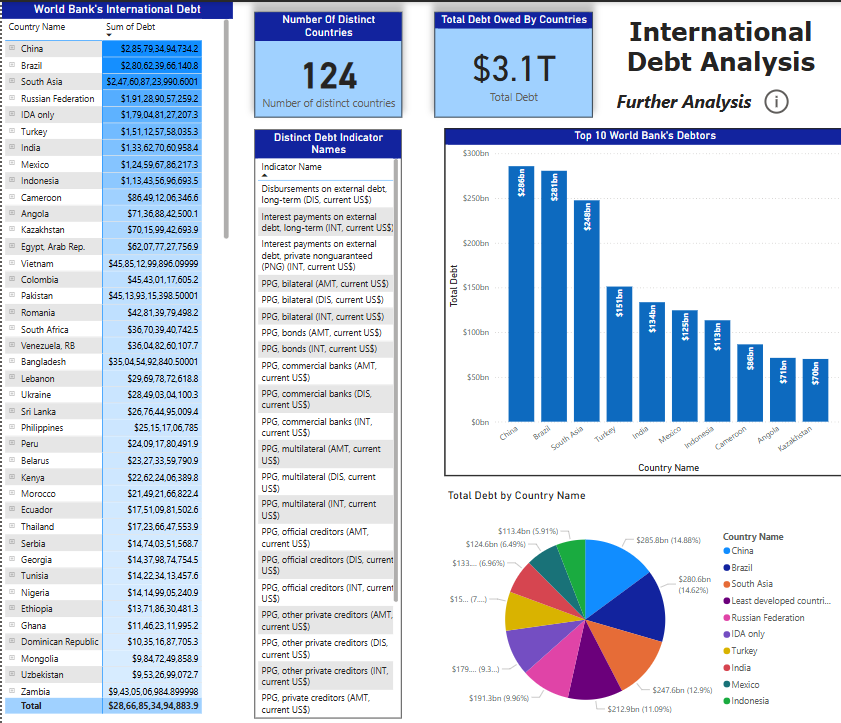 World Bank's International Debt
Country Name Sum of Debt
China $2,85,79,34,94,734.2
Brazil $2,80,62,39,66,140.8
South Asia $2,47,60,87,23,990.6001
Russian Federation $1,91,28,90,57,259.2
IDA only $1,79,04,81,27,207.3
Turkey $1,51,12,57,58,035.3
India $1,33,62,70,60,958.4
Mexico $1,24,59,67,86,217.3
Indonesia $1,13,43,56,96,693.5
Cameroon $86,49,12,06,346.6
Angola $71,36,88,42,500.1
Kazakhstan $70,15,99,42,693.9
Egypt, Arab Rep. $62,07,77,27,756.9
Vietnam $45,85,12,99,896.09999
Colombia $45,43,01,17,605.2
Pakistan $45,13,93,15,398.50001
Romania $42,81,39,79,498.2
South Africa $36,70,39,40,742.5
Venezuela, RB $36,04,82,60,107.7
Bangladesh $35,04,54,92,840.50001
Lebanon $29,69,78,72,618.8
Ukraine $28,49,03,04,100.3
Sri Lanka $26,76,44,95,009.4
Philippines $25,15,17,06,785
Peru $24,09,17,80,491.9
Belarus $23,27,33,59,790.9
Kenya $22,62,24,06,389.8
Morocco $21,49,21,66,822.4
Ecuador $17,51,09,81,502.6
Thailand $17,23,66,47,553.9
Serbia $14,74,03,51,568.7
Georgia $14,37,98,74,754.5
Tunisia $14,22,34,13,457.6
Nigeria $14,14,99,05,240.9
Ethiopia $13,71,86,30,481.3
Ghana $11,46,23,11,995.2
Dominican Republic $10,35,16,87,705.3
Mongolia $9,84,72,49,858.9
Uzbekistan $9,53,26,99,072.7
Zambia $9,43,05,06,984.899998
Total $28,66,85,34,94,883.9
Number Of Distinct
Countries
124
Number of distinct countries
Total Debt Owed By Countries
$3.1T
Total Debt
International
Debt Analysis
Further Analysis i
Distinct Debt Indicator
Names
Indicator Name
Disbursements on external debt,
long-term (DIS, current US$)
Interest payments on external
debt, long-term (INT, current US$)
Interest payments on external
debt, private nonguaranteed
(PNG) (INT, current US$)
PPG, bilateral (AMT, current US$)
PPG, bilateral (DIS, current US$)
PPG, bilateral (INT, current US$)
PPG, bonds (AMT, current US$)
PPG, bonds (INT, current US$)
PPG, commercial banks (AMT,
current US$)
PPG, commercial banks (DIS,
current US$)
PPG, commercial banks (INT,
current US$)
PPG, multilateral (AMT, current
US$)
PPG, multilateral (DIS, current
US$)
PPG, multilateral (INT, current
US$)
PPG, official creditors (AMT,
current US$)
PPG, official creditors (DIS, current
US$)
PPG, official creditors (INT, current
US$)
PPG, other private creditors (AMT,
current US$)
PPG, other private creditors (DIS,
current US$)
PPG, other private creditors (INT,
current US$)
PPG, private creditors (AMT,
current US$)
Top 10 World Bank's Debtors
Total Debt
$300bn
$250bn
$200bn
$150bn
$100bn
$50bn
$0bn
$286bn
$281bn
$248bn
$151bn
$134bn
$125bn
$113bn
$86bn
$71bn
$70bn
China
Brazil
South Asia
Turkey
India
Mexico
Indonesia
Cameroon
Angola
Kazakhstan
Country Name
Total Debt by Country Name
$285.8bn (14.88%)
$280.6bn
(14.62%)
$247.6bn (12.9%)
$212.9bn (11.09%)
$191.3bn (9.96%)
$179.... (9.3...)
$15... (7....)
$133.... (6.96%)
$124.6bn (6.49%)
$113.4bn (5.91%)
Country Name
China
Brazil
South Asia
Least developed countri...
Russian Federation
IDA only
Turkey
India
Mexico
Indonesia